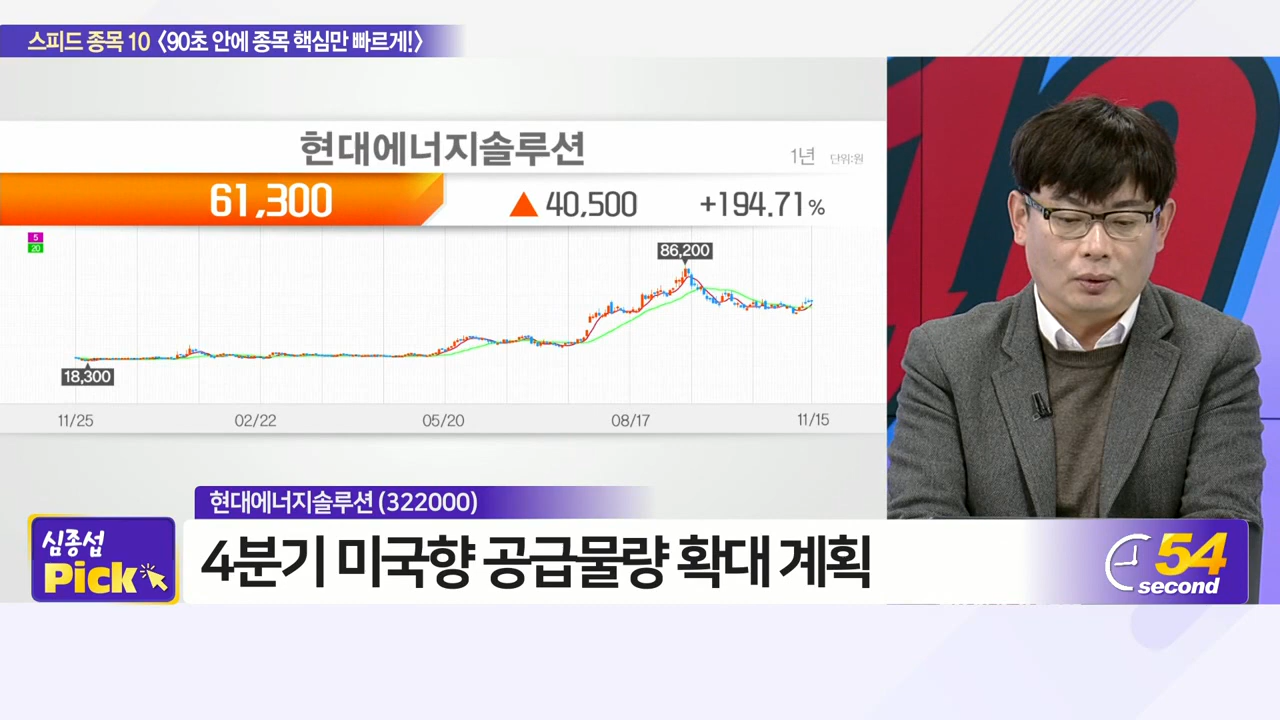 스피드 종목 10 〈90초 안에 종목 핵심만 빠르게!〉
현대에너지솔루션
1년 단위:원
61,300 ▲ 40,500 +194.71%
5
20
86,200
18,300
11/25 02/22 05/20 08/17 11/15
현대에너지솔루션 (322000)
심종섭
Pick
4분기 미국향 공급물량 확대 계획
54
second